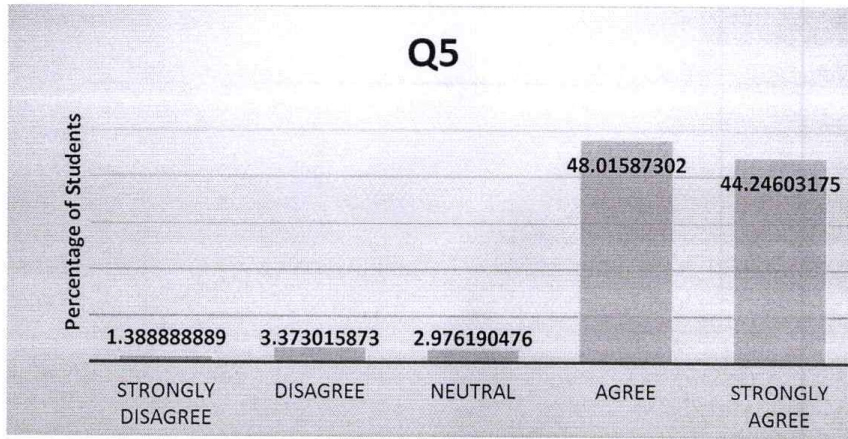 Q5
Percentage of Students
48.01587302
44.24603175
1.388888889
3.373015873
2.976190476
STRONGLY DISAGREE
DISAGREE
NEUTRAL
AGREE
STRONGLY AGREE